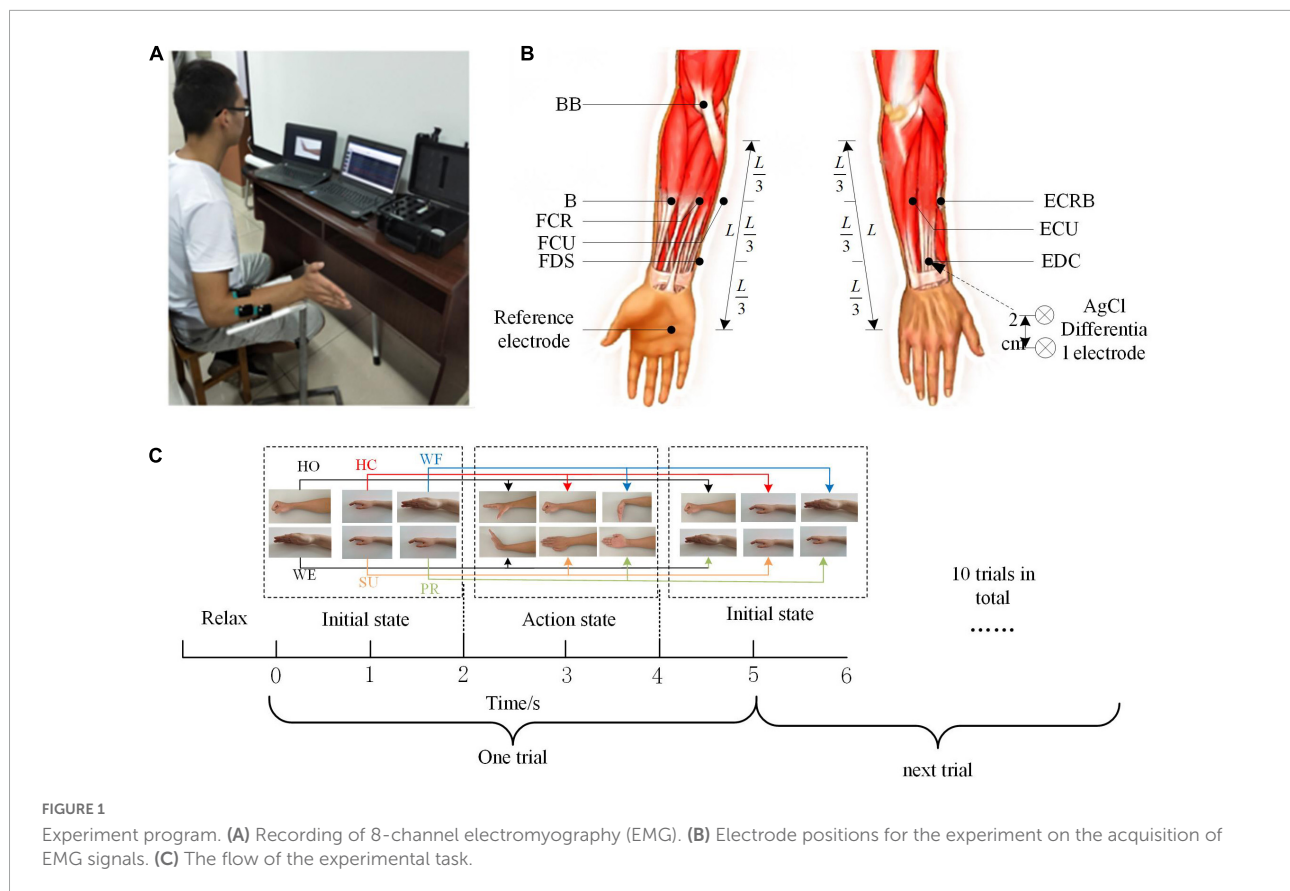 A
B
BB
B
FCR
FCU
FDS
Reference
electrode
L
3
L
L
3
L
3
L
3
L
3
L
L
3
ECRB
ECU
EDC
2
cm
AgCl
Differentia
l electrode
C
HO HC WF
WE SU PR
Relax Initial state Action state Initial state
10 trials in
total
......
0 1 2 3 4 5 6
Time/s
One trial
next trial
FIGURE 1
Experiment program. (A) Recording of 8-channel electromyography (EMG). (B) Electrode positions for the experiment on the acquisition of
EMG signals. (C) The flow of the experimental task.